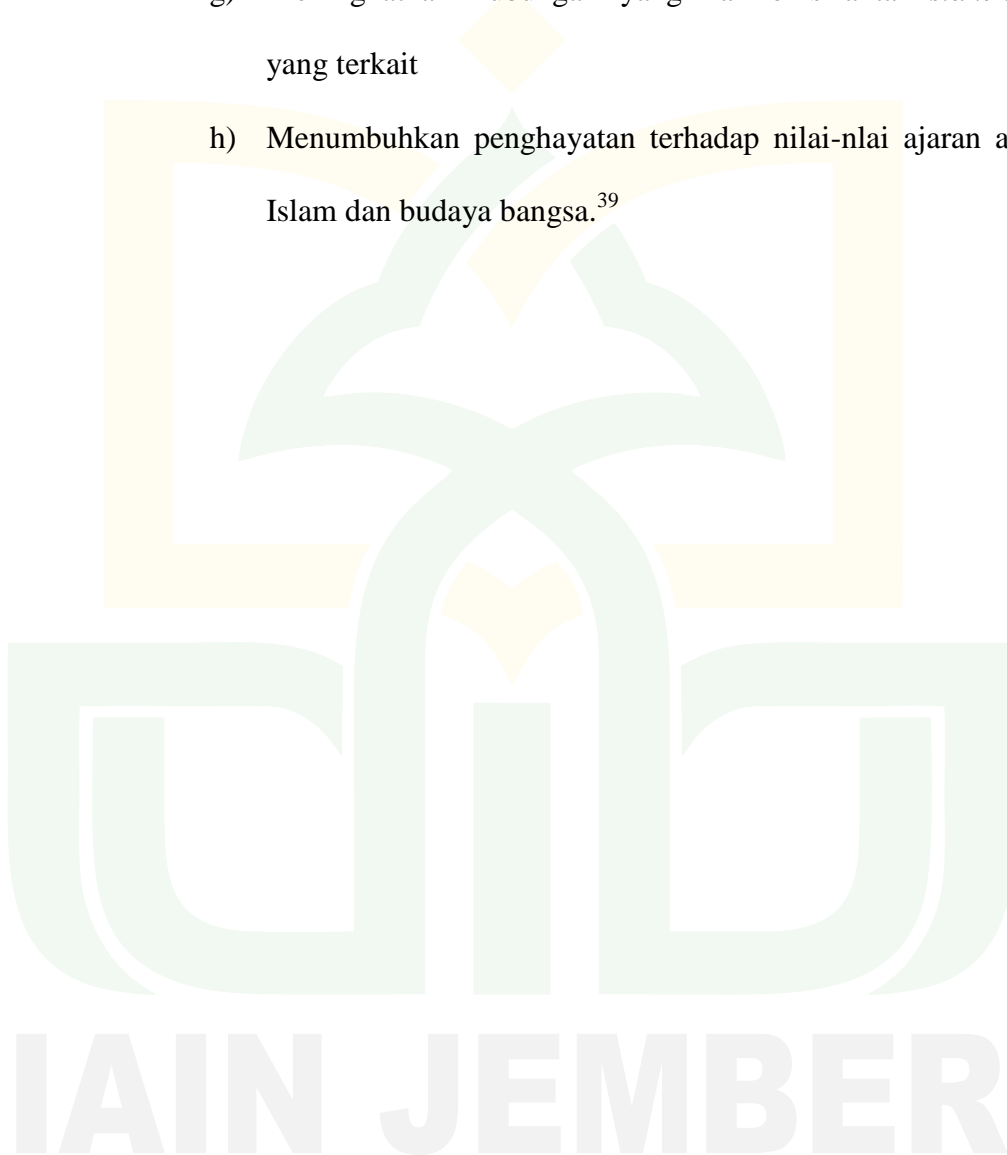 yang terkait
h) Menumbuhkan penghayatan terhadap nilai-nlai ajaran
Islam dan budaya bangsa.39
IAIN JEMBER